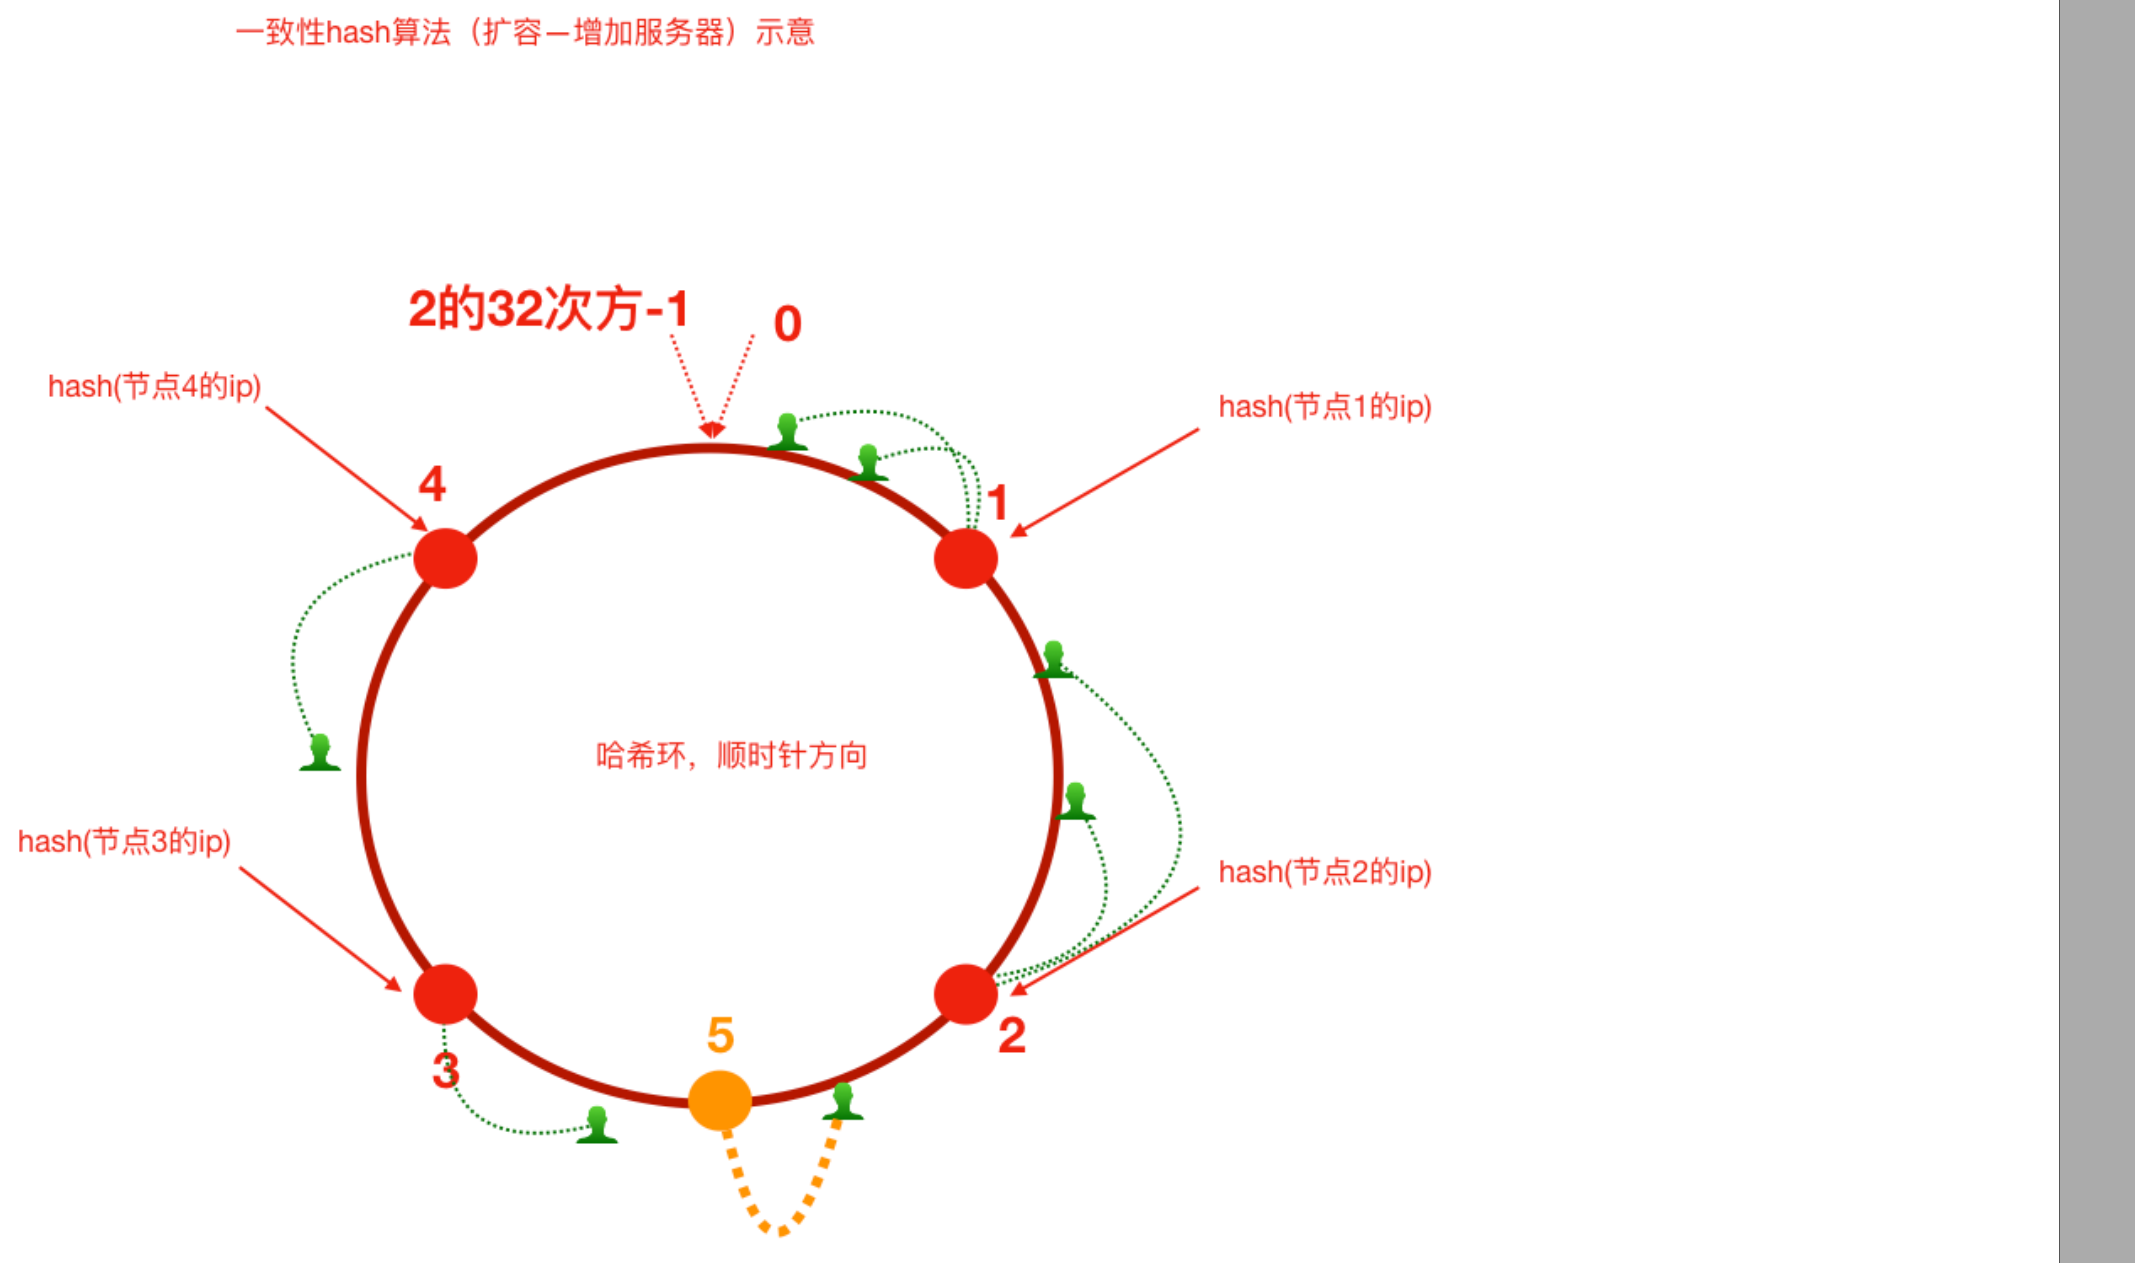 一致性hash算法（扩容－增加服务器）示意
2的32次方-1
0
hash(节点4的ip)
hash(节点1的ip)
4
1
哈希环，顺时针方向
hash(节点3的ip)
hash(节点2的ip)
5
2
3